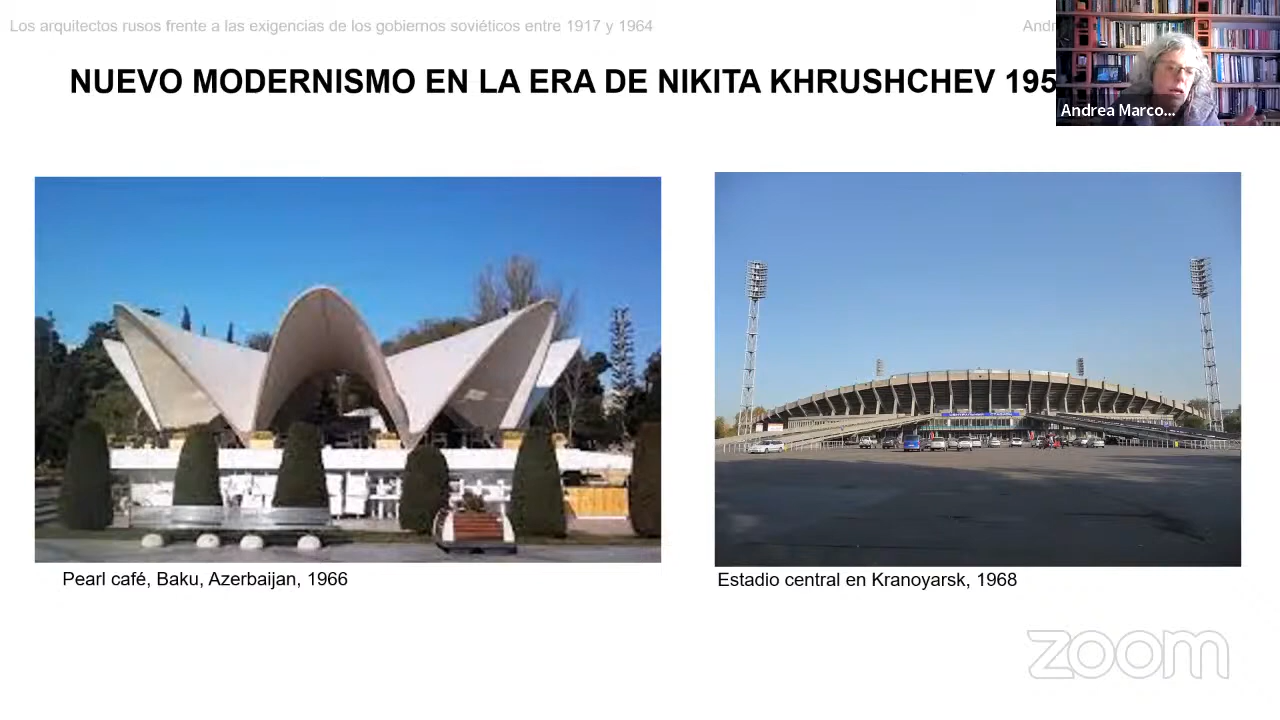 Los arquitectos rusos frente a las exigencias de los gobiernos soviéticos entre 1917 y 1964
NUEVO MODERNISMO EN LA ERA DE NIKITA KHRUSHCHEV 195
Andrea Marco...
Pearl café, Baku, Azerbaijan, 1966
Estadio central en Kranoyarsk, 1968
zoom